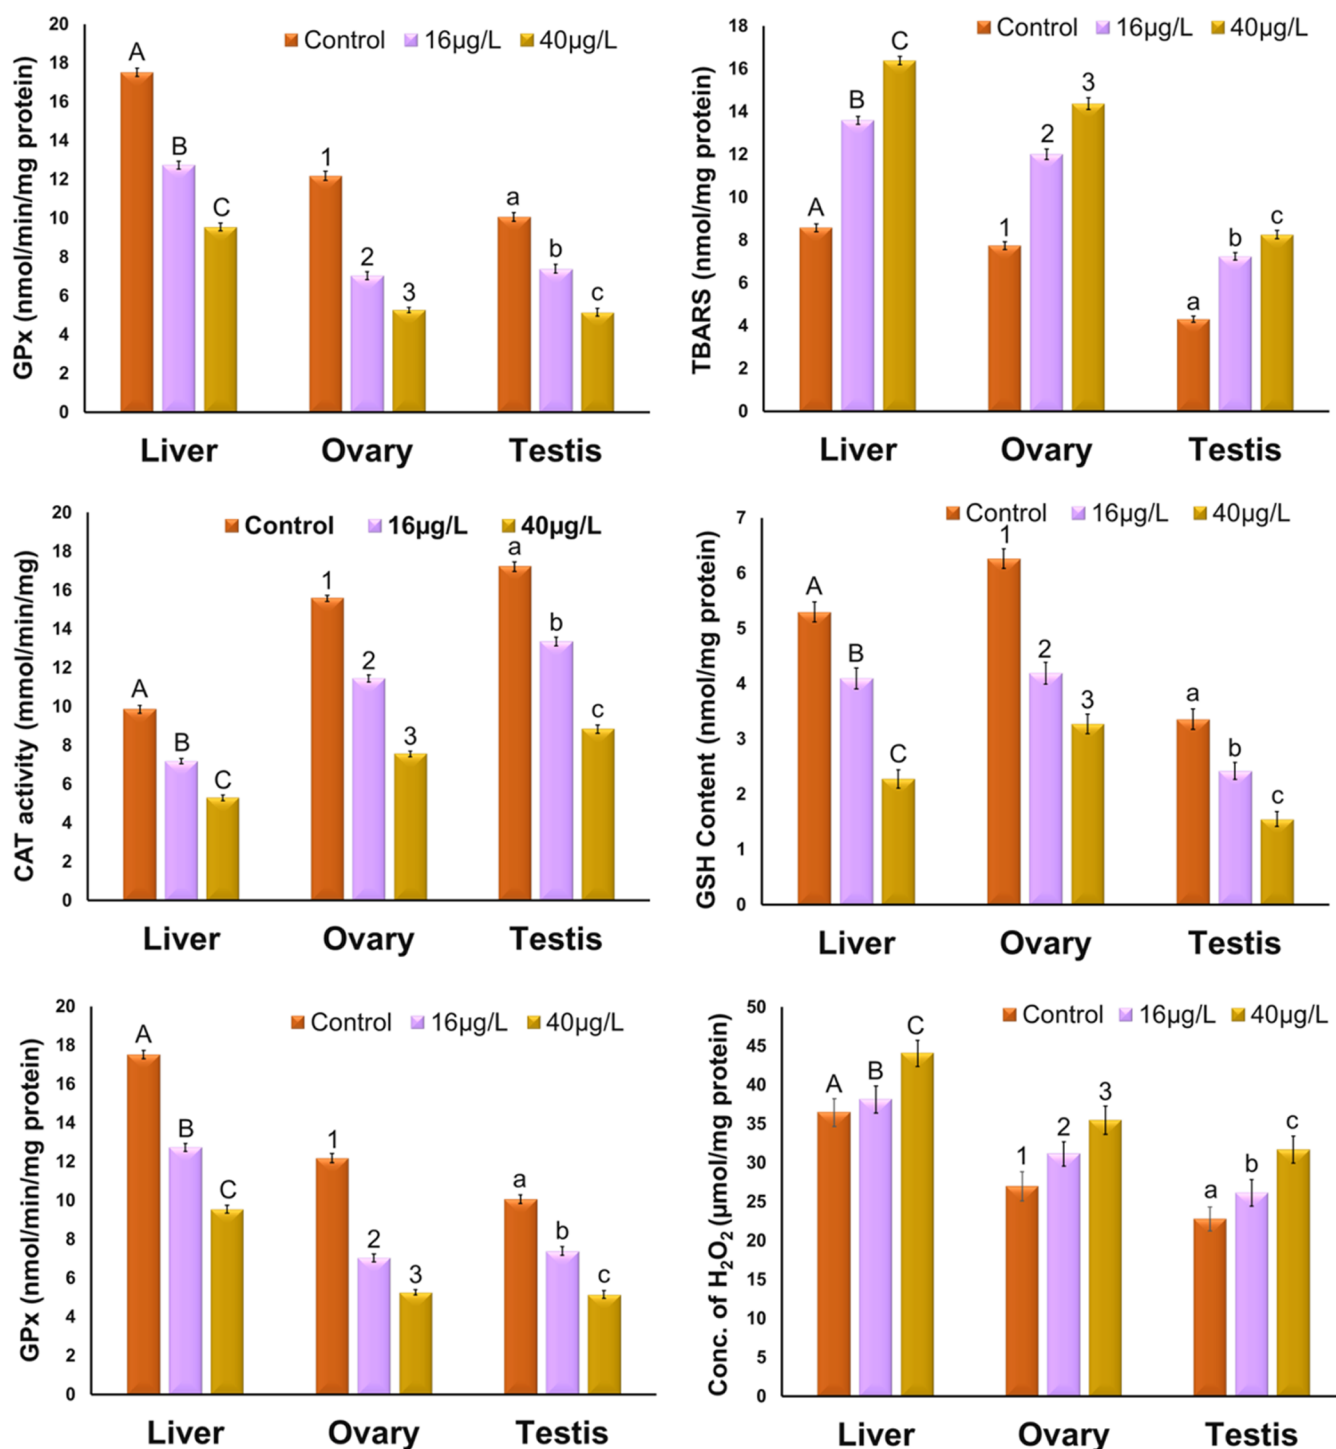 GPx (nmol/min/mg protein)
20
18
16
14
12
10
8
6
4
2
0
Control 16µg/L 40µg/L
A
B
C
1
2
3
a
b
c
Liver Ovary Testis
TBARS (nmol/mg protein)
18
16
14
12
10
8
6
4
2
0
Control 16µg/L 40µg/L
A
B
C
1
2
3
a
b
c
Liver Ovary Testis
CAT activity (mmol/min/mg)
20
18
16
14
12
10
8
6
4
2
0
Control 16µg/L 40µg/L
A
B
C
1
2
3
a
b
c
Liver Ovary Testis
GSH Content (nmol/mg protein)
7
6
5
4
3
2
1
0
Control 16µg/L 40µg/L
A
B
C
1
2
3
a
b
c
Liver Ovary Testis
GPx (nmol/min/mg protein)
20
18
16
14
12
10
8
6
4
2
0
Control 16µg/L 40µg/L
A
B
C
1
2
3
a
b
c
Liver Ovary Testis
Conc. of H₂O₂ (µmol/mg protein)
50
45
40
35
30
25
20
15
10
5
0
Control 16µg/L 40µg/L
A
B
C
1
2
3
a
b
c
Liver Ovary Testis